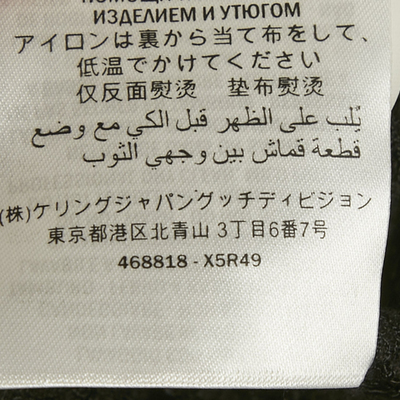 ИЗДЕЛИЕМ И УТЮГОМ
アイロンは裏から当て布をして、
低温でかけてください
仅反面熨烫　垫布熨烫
يُلب على الظهر قبل الكي مع وضع
قطعة قماش بين وجهي الثوب
(株)ケリングジャパングッチディビジョン
東京都港区北青山 3丁目6番7号
468818 - X5R49